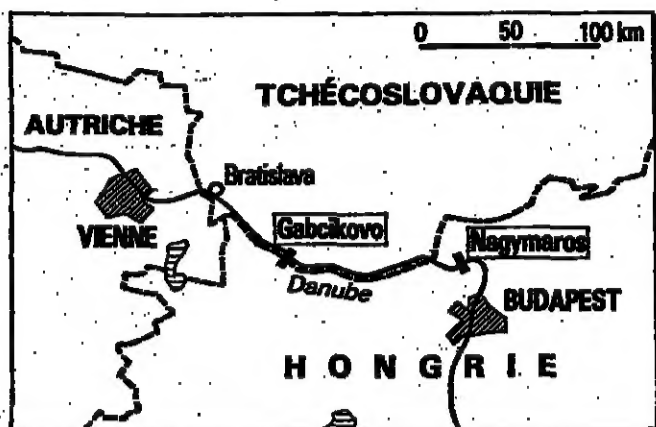 0 50 100 km
TCHÉCOSLOVAQUIE
AUTRICHE
Bratislava
VIENNE
Gabcikovo
Nagymaros
Danube
BUDAPEST
HONGRIE